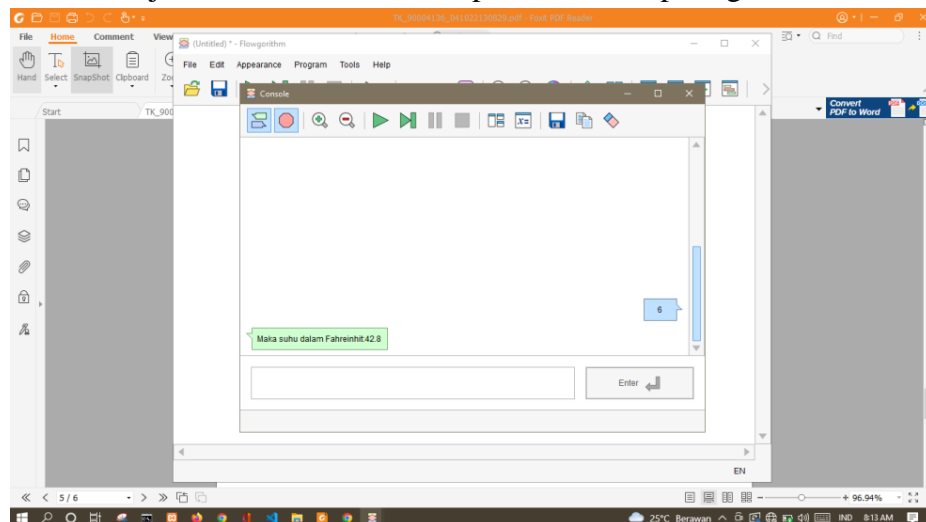 TK_90004136_041022130829.pdf - Foxit PDF Reader
File Home Comment View
Find
Hand Select SnapShot Clipboard Zoo
Start TK_900
Convert
PDF to Word
(Untitled) * - Flowgorithm
File Edit Appearance Program Tools Help
Console
6
Maka suhu dalam Fahreinhit:42.8
Enter
EN
5 / 6
+ 96.94%
25°C Berawan
IND 8:13 AM